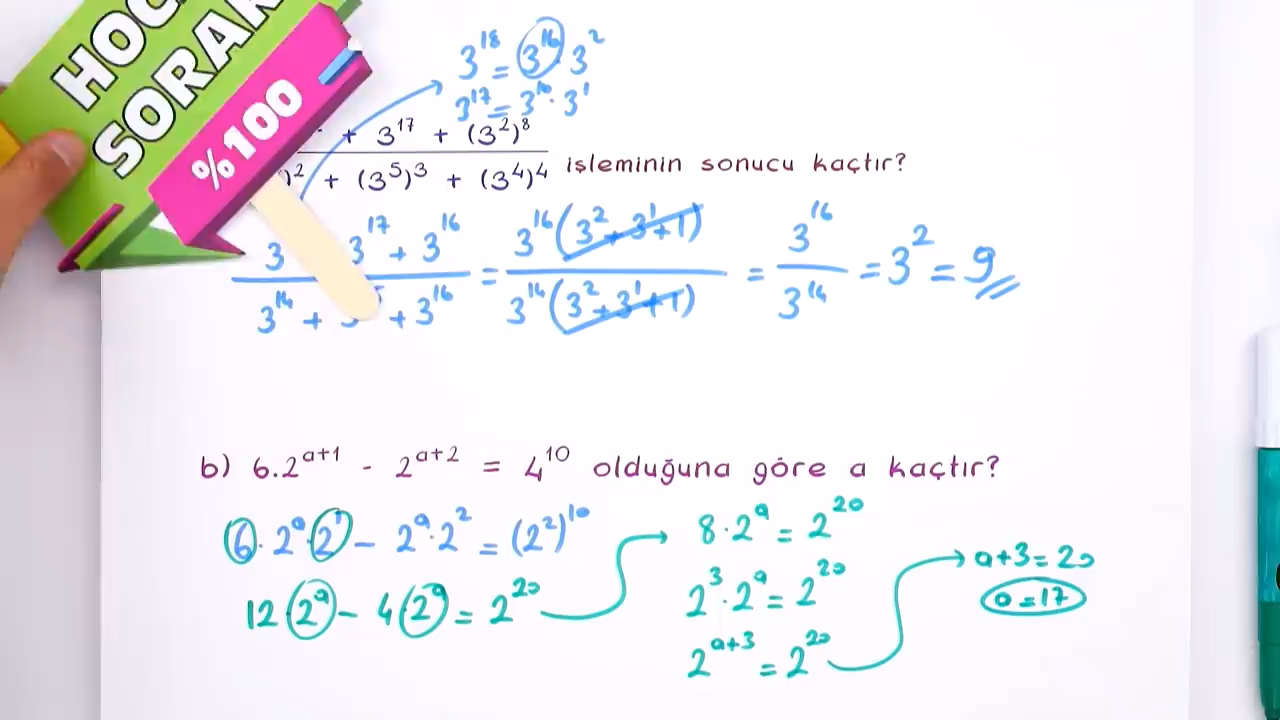 HOC
SORAR
%100
3^18 = 3^16 · 3^2
3^17 = 3^16 · 3^1
+ 3^17 + (3^2)^8
)^2 + (3^5)^3 + (3^4)^4 işleminin sonucu kaçtır?
3 3^17 + 3^16 / 3^14 + 3 + 3^16 = 3^16(3^2 + 3^1 + 1) / 3^14(3^2 + 3^1 + 1) = 3^16 / 3^14 = 3^2 = 9
b) 6.2^a+1 - 2^a+2 = 4^10 olduğuna göre a kaçtır?
6 · 2^a · 2^1 - 2^a · 2^2 = (2^2)^10
12 · 2^a - 4 · 2^a = 2^20
8 · 2^a = 2^20
2^3 · 2^a = 2^20
2^a+3 = 2^20
a+3 = 20
a = 17